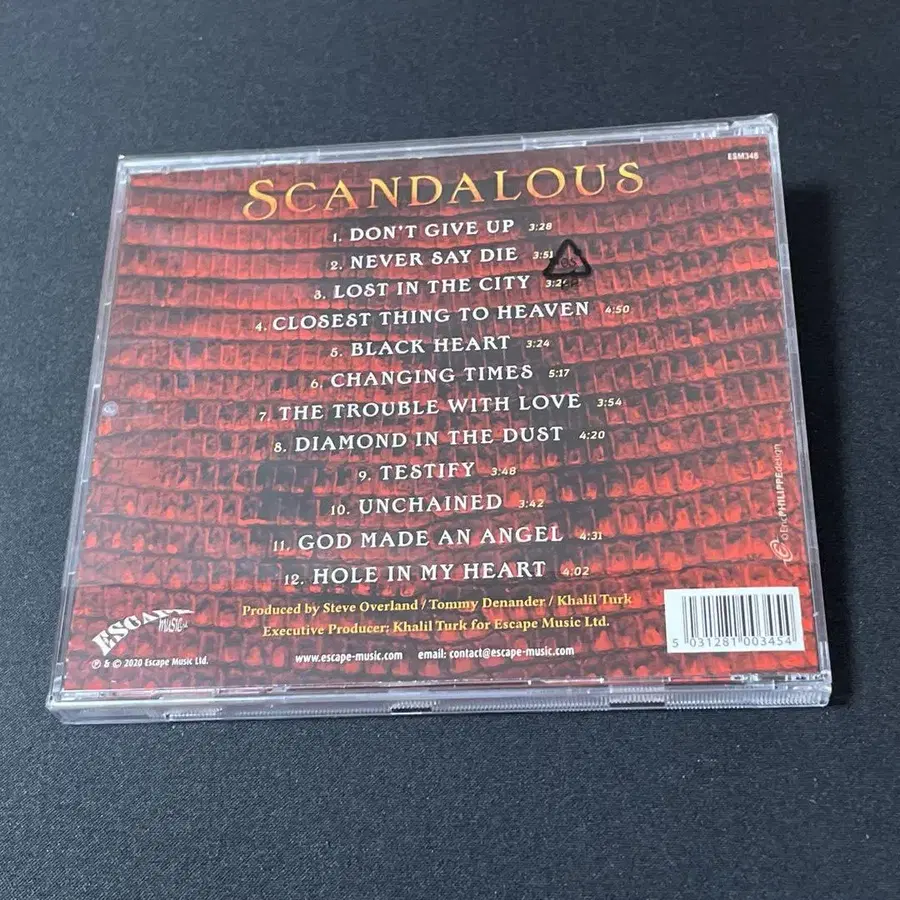 ESM346
SCANDALOUS
1. DON'T GIVE UP 3:28
2. NEVER SAY DIE 3:51
3. LOST IN THE CITY
4. CLOSEST THING TO HEAVEN 4:50
5. BLACK HEART 3:24
6. CHANGING TIMES 5:17
7. THE TROUBLE WITH LOVE 3:54
8. DIAMOND IN THE DUST 4:20
9. TESTIFY 3:48
10. UNCHAINED 3:42
11. GOD MADE AN ANGEL 4:31
12. HOLE IN MY HEART 4:02
Produced by Steve Overland / Tommy Denander / Khalil Turk
Executive Producer: Khalil Turk for Escape Music Ltd.
ESCAPE
MUSIC
℗ & © 2020 Escape Music Ltd.
www.escape-music.com email: contact@escape-music.com
©EricPHILIPPEdesign
5 031281 003454